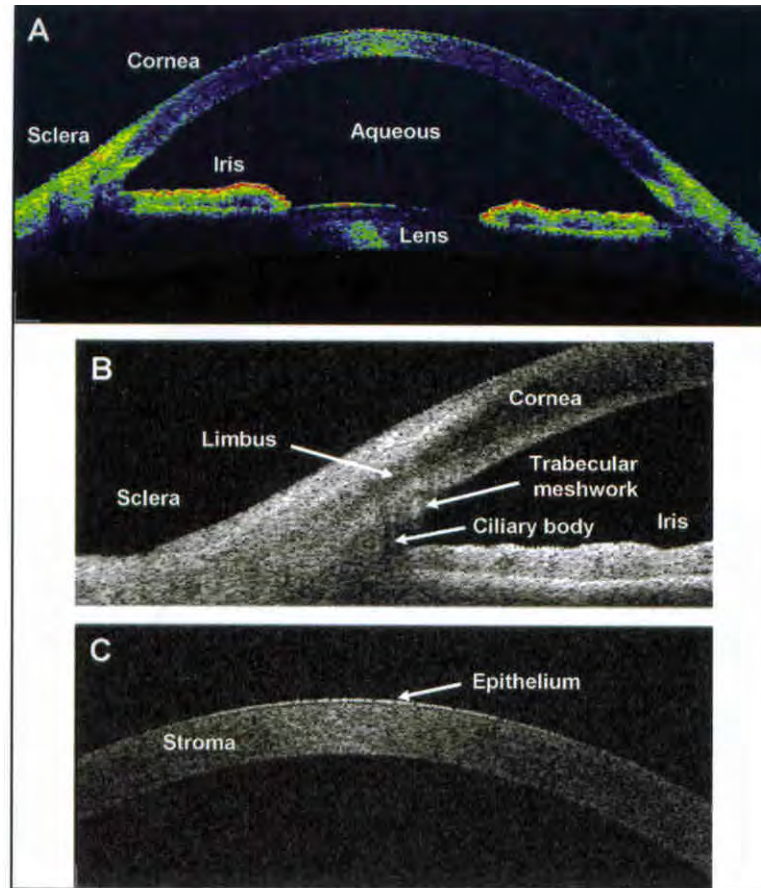 A
Cornea
Sclera
Aqueous
Iris
Lens
B
Cornea
Limbus
Trabecular
meshwork
Sclera
Ciliary body
Iris
C
Epithelium
Stroma